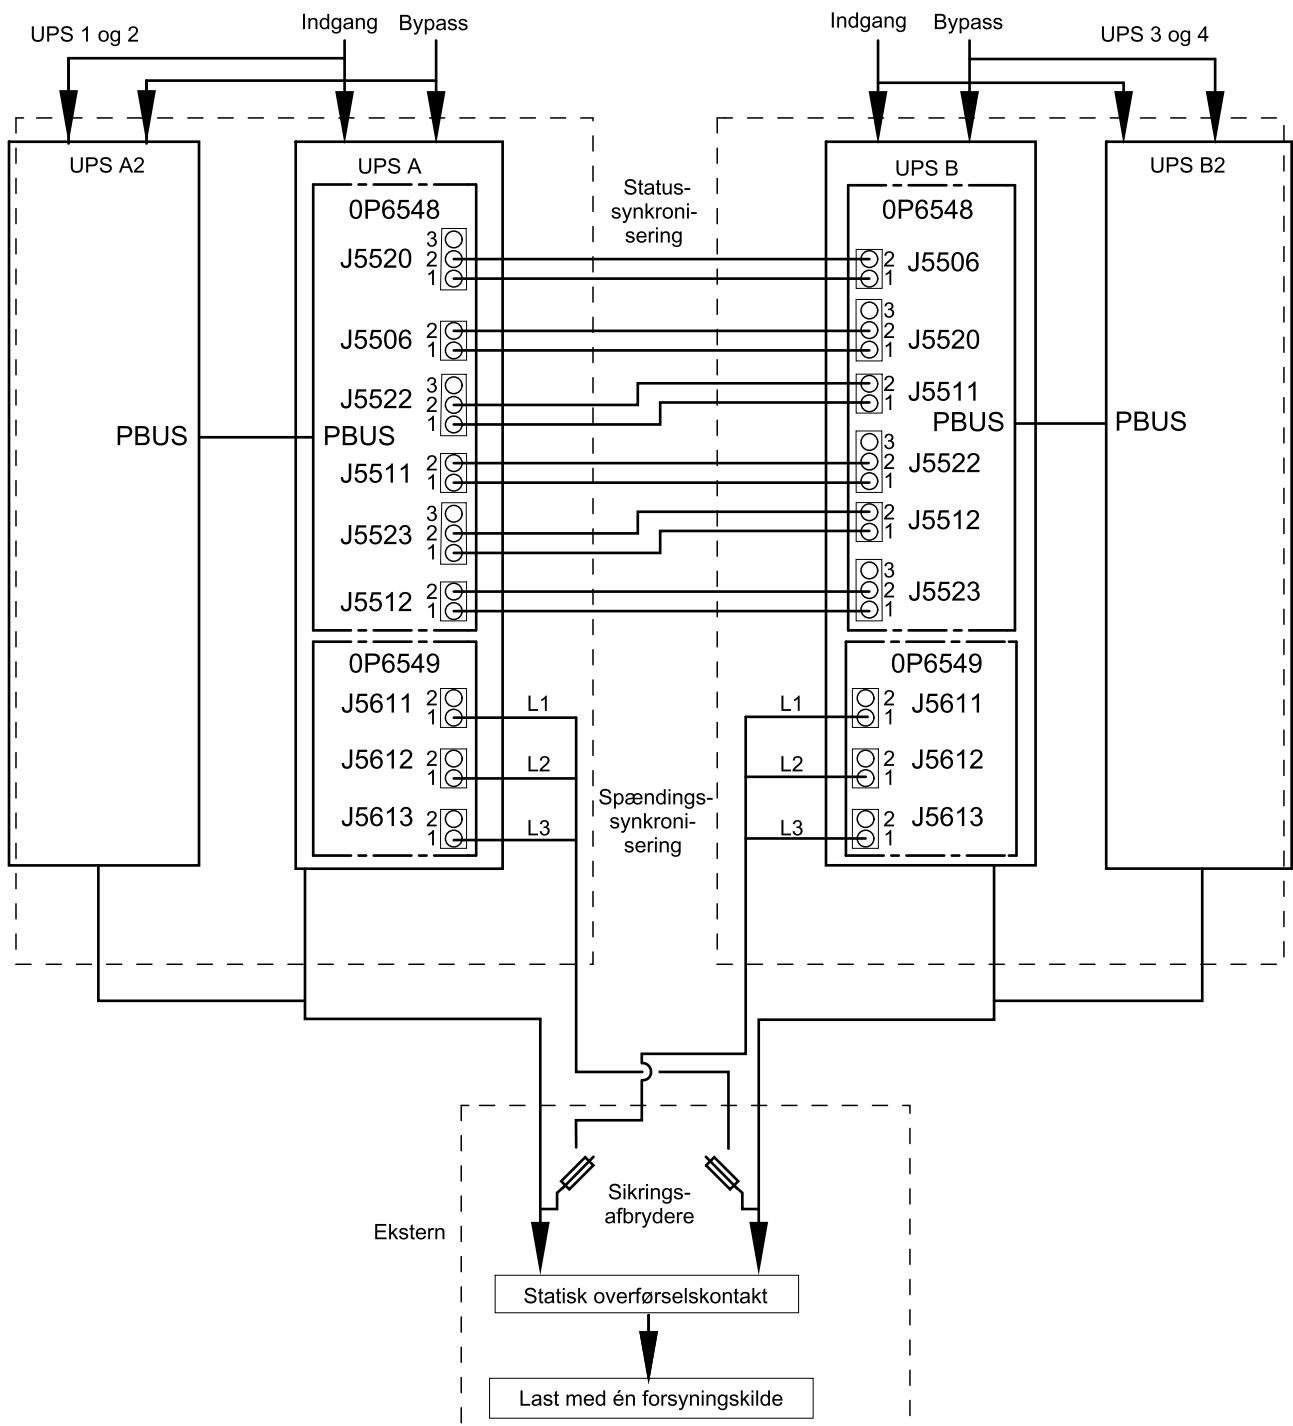 UPS 1 og 2
Indgang
Bypass
Indgang
Bypass
UPS 3 og 4
UPS A2
UPS A
UPS B
UPS B2
0P6548
J5520
3
2
1
J5506
2
1
J5522
3
2
1
PBUS
PBUS
J5511
2
1
J5523
3
2
1
J5512
2
1
0P6549
J5611
2
1
L1
J5612
2
1
L2
J5613
2
1
L3
Status-
synkroni-
sering
Spændings-
synkroni-
sering
0P6548
2
1
J5506
3
2
1
J5520
2
1
J5511
PBUS
PBUS
3
2
1
J5522
2
1
J5512
3
2
1
J5523
0P6549
L1
2
1
J5611
L2
2
1
J5612
L3
2
1
J5613
Sikrings-
afbrydere
Ekstern
Statisk overførselskontakt
Last med én forsyningskilde